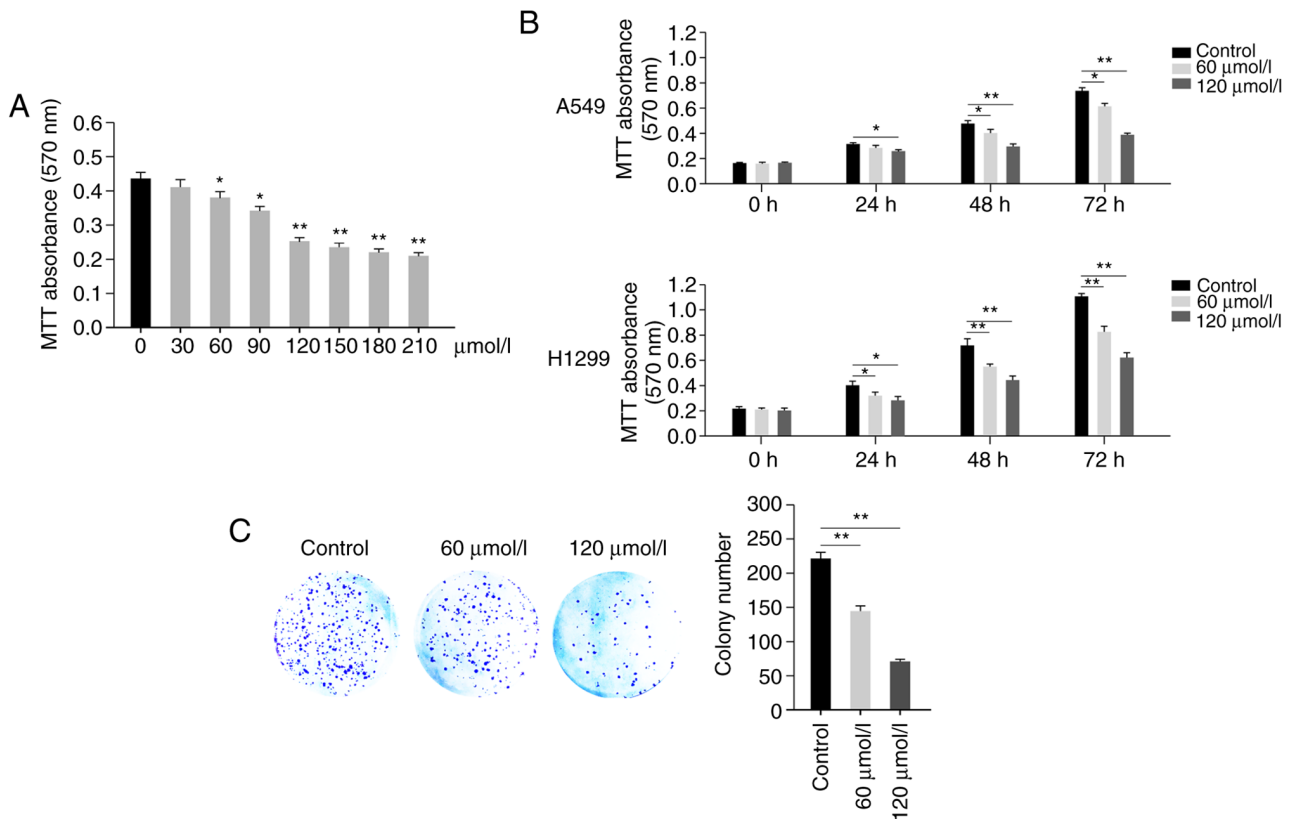 A
MTT absorbance (570 nm)
0.6
0.5
0.4
0.3
0.2
0.1
0.0
* * ** ** ** **
0 30 60 90 120 150 180 210 μmol/l
B
A549
MTT absorbance
(570 nm)
1.2
1.0
0.8
0.6
0.4
0.2
0.0
* * ** * **
0 h 24 h 48 h 72 h
Control
60 μmol/l
120 μmol/l
H1299
MTT absorbance
(570 nm)
1.2
1.0
0.8
0.6
0.4
0.2
0.0
* * ** ** ** **
0 h 24 h 48 h 72 h
Control
60 μmol/l
120 μmol/l
C
Control 60 μmol/l 120 μmol/l
Colony number
300
250
200
150
100
50
0
**
**
Control
60 μmol/l
120 μmol/l